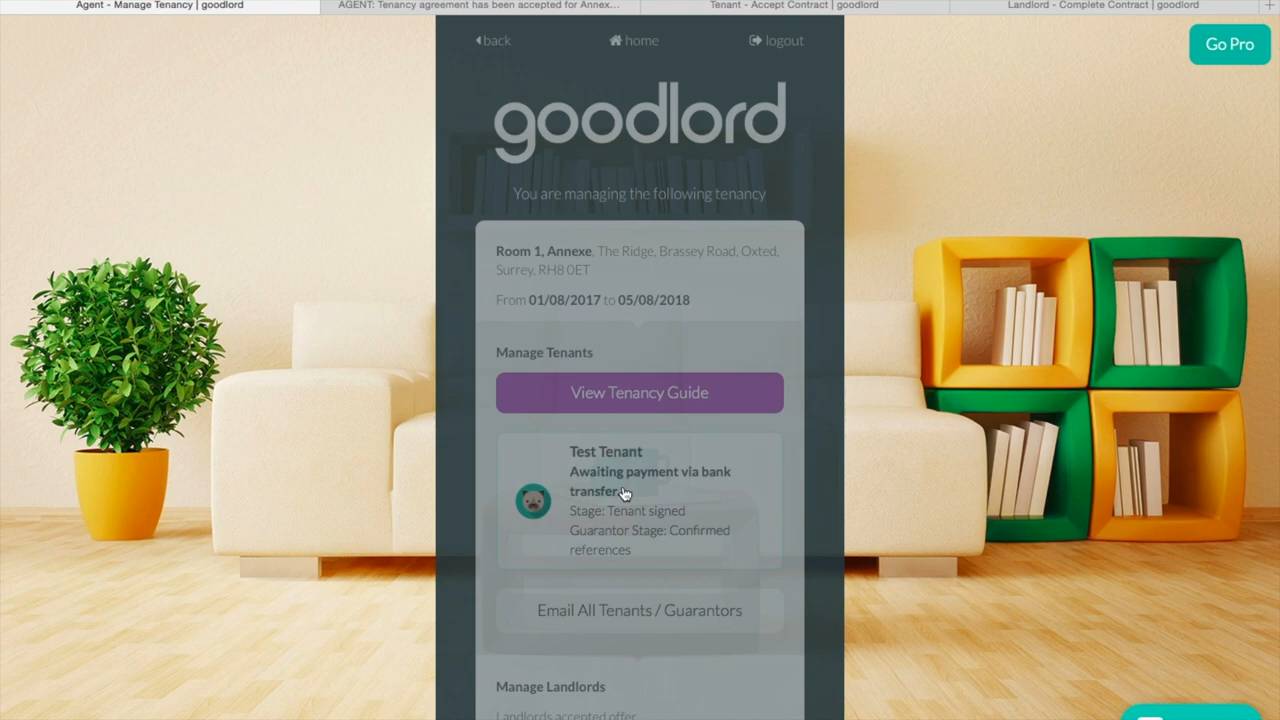 Agent - Manage Tenancy | goodlord
AGENT: Tenancy agreement has been accepted for Annex...
Tenant - Accept Contract | goodlord
Landlord - Complete Contract | goodlord
Go Pro
back
home
logout
goodlord
You are managing the following tenancy
Room 1, Annexe, The Ridge, Brassey Road, Oxted,
Surrey, RH8 0ET
From 01/08/2017 to 05/08/2018
Manage Tenants
View Tenancy Guide
Test Tenant
Awaiting payment via bank
transfer
Stage: Tenant signed
Guarantor Stage: Confirmed
references
Email All Tenants / Guarantors
Manage Landlords
Landlords accepted offer